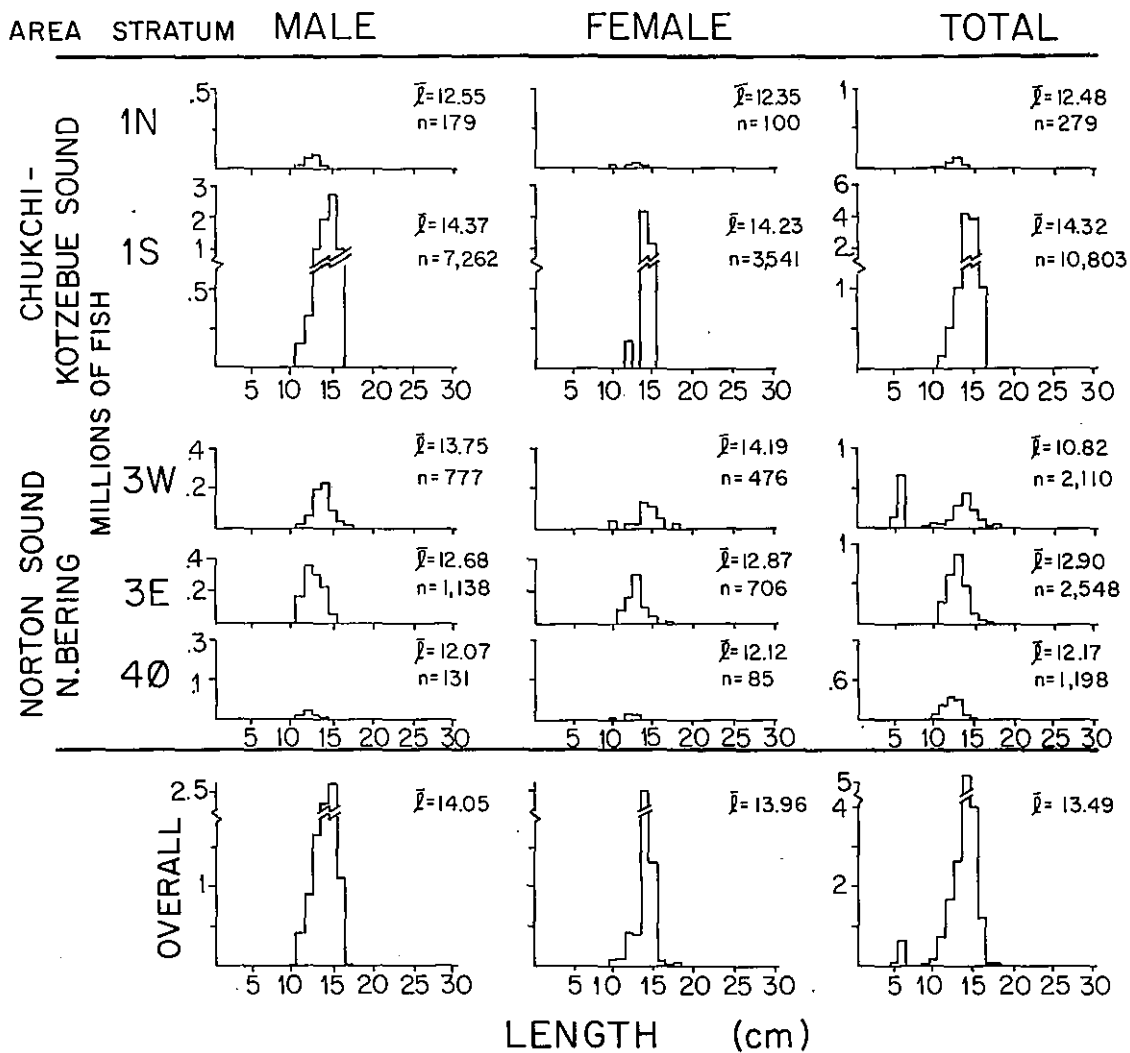 AREA STRATUM MALE FEMALE TOTAL
CHUKCHI-
KOTZEBUE SOUND
MILLIONS OF FISH
NORTON SOUND
N.BERING
1N
.5
l̄=12.55
n=179
l̄=12.35
n=100
1
l̄=12.48
n=279
1S
3
2
1
.5
l̄=14.37
n=7,262
l̄=14.23
n=3,541
6
4
2
1
l̄=14.32
n=10,803
5 10 15 20 25 30
5 10 15 20 25 30
5 10 15 20 25 30
3W
.4
.2
l̄=13.75
n=777
l̄=14.19
n=476
1
l̄=10.82
n=2,110
3E
.4
.2
l̄=12.68
n=1,138
l̄=12.87
n=706
1
l̄=12.90
n=2,548
4Ø
.3
.1
l̄=12.07
n=131
l̄=12.12
n=85
.6
l̄=12.17
n=1,198
5 10 15 20 25 30
5 10 15 20 25 30
5 10 15 20 25 30
OVERALL
2.5
1
l̄=14.05
l̄=13.96
5
4
2
l̄=13.49
5 10 15 20 25 30
5 10 15 20 25 30
5 10 15 20 25 30
LENGTH (cm)